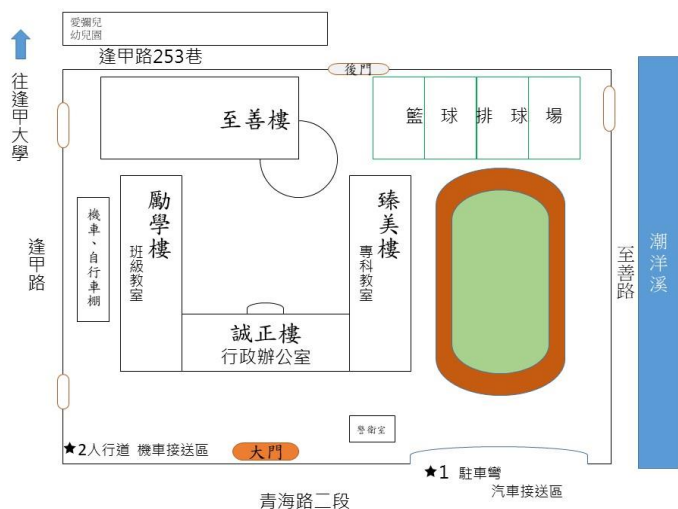 愛彌兒
幼兒園
逢甲路253巷
往逢甲大學
後門
至善樓
籃球排球場
勵學樓
班級教室
臻美樓
專科教室
機車、自行車棚
逢甲路
至善路
潮洋溪
誠正樓
行政辦公室
警衛室
★2人行道 機車接送區
大門
★1 駐車彎
汽車接送區
青海路二段